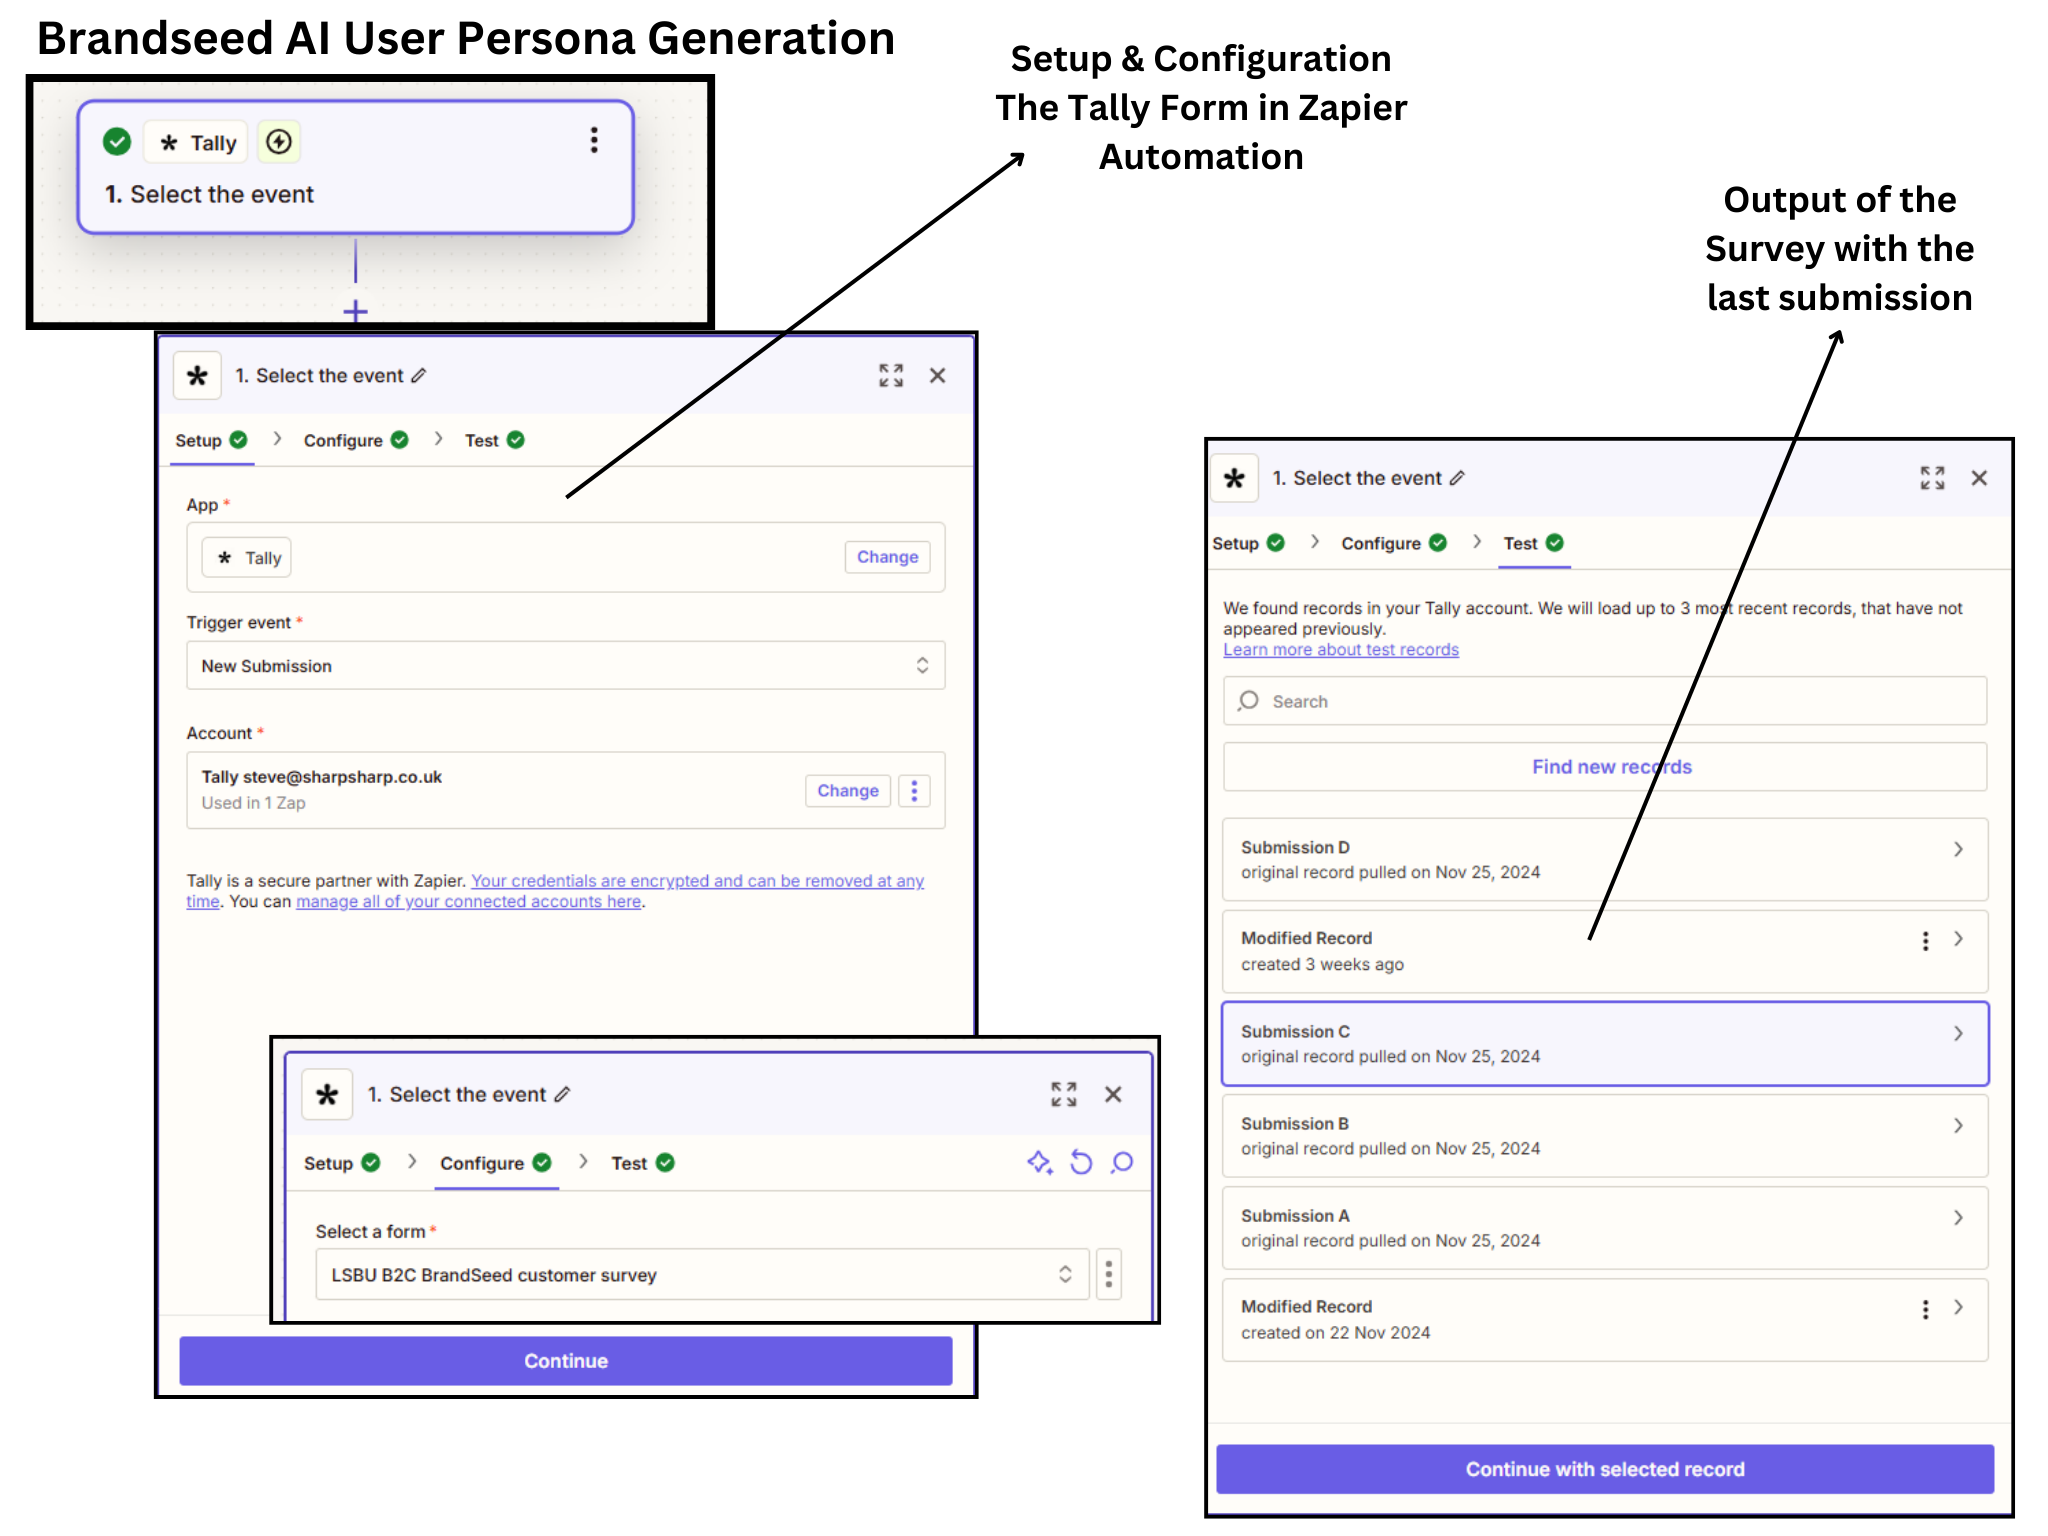 Brandseed AI User Persona Generation
Setup & Configuration
The Tally Form in Zapier
Automation
Output of the
Survey with the
last submission
Tally
1. Select the event
1. Select the event
Setup Configure Test
App *
Tally Change
Trigger event *
New Submission
Account *
Tally steve@sharpsharp.co.uk
Used in 1 Zap
Change
Tally is a secure partner with Zapier. Your credentials are encrypted and can be removed at any
time. You can manage all of your connected accounts here.
1. Select the event
Setup Configure Test
Select a form *
LSBU B2C BrandSeed customer survey
Continue
1. Select the event
Setup Configure Test
We found records in your Tally account. We will load up to 3 most recent records, that have not
appeared previously.
Learn more about test records
Search
Find new records
Submission D
original record pulled on Nov 25, 2024
Modified Record
created 3 weeks ago
Submission C
original record pulled on Nov 25, 2024
Submission B
original record pulled on Nov 25, 2024
Submission A
original record pulled on Nov 25, 2024
Modified Record
created on 22 Nov 2024
Continue with selected record